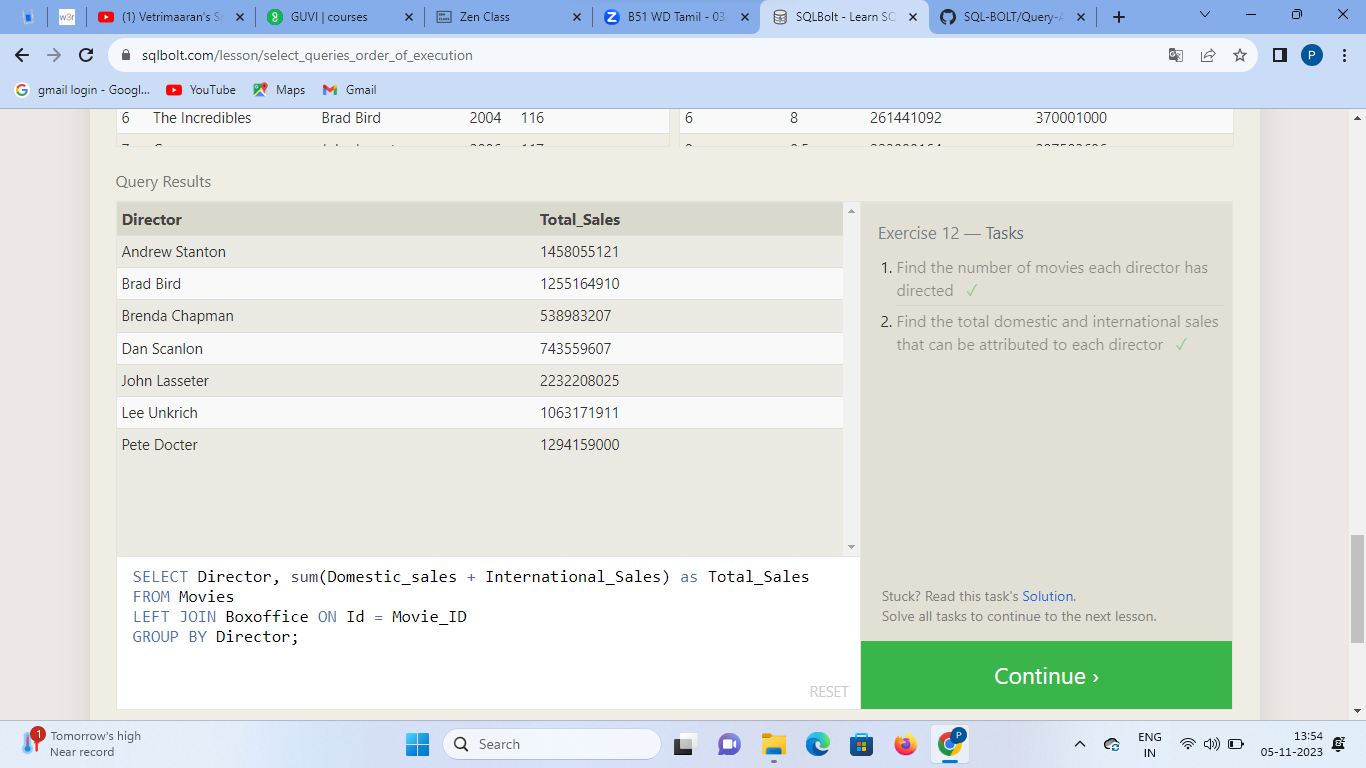 (1) Vetrimaaran's S
GUVI | courses
Zen Class
B51 WD Tamil - 03
SQLBolt - Learn SQ
SQL-BOLT/Query-A
sqlbolt.com/lesson/select_queries_order_of_execution
P
gmail login - Googl...
YouTube
Maps
Gmail
6 The Incredibles Brad Bird 2004 116
6 8 261441092 370001000
Query Results
Director Total_Sales
Andrew Stanton 1458055121
Brad Bird 1255164910
Brenda Chapman 538983207
Dan Scanlon 743559607
John Lasseter 2232208025
Lee Unkrich 1063171911
Pete Docter 1294159000
Exercise 12 — Tasks
1. Find the number of movies each director has
directed ✓
2. Find the total domestic and international sales
that can be attributed to each director ✓
SELECT Director, sum(Domestic_sales + International_Sales) as Total_Sales
FROM Movies
LEFT JOIN Boxoffice ON Id = Movie_ID
GROUP BY Director;
RESET
Stuck? Read this task's Solution.
Solve all tasks to continue to the next lesson.
Continue ›
1
Tomorrow's high
Near record
Search
P
ENG
IN
13:54
05-11-2023